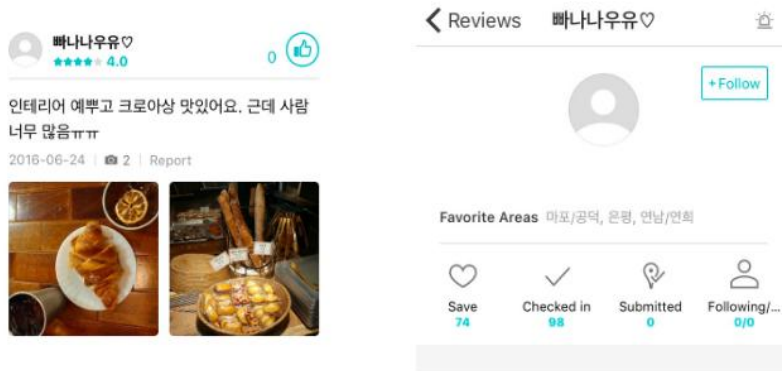 빠나나우유♡
4.0
0
인테리어 예뿌고 크로아상 맛있어요. 근데 사람
너무 많음ㅠㅠ
2016-06-24 | 2 | Report
Reviews 빠나나우유♡
+Follow
Favorite Areas 마포/공덕, 은평, 연남/연희
Save Checked in Submitted Following/...
74 98 0 0/0